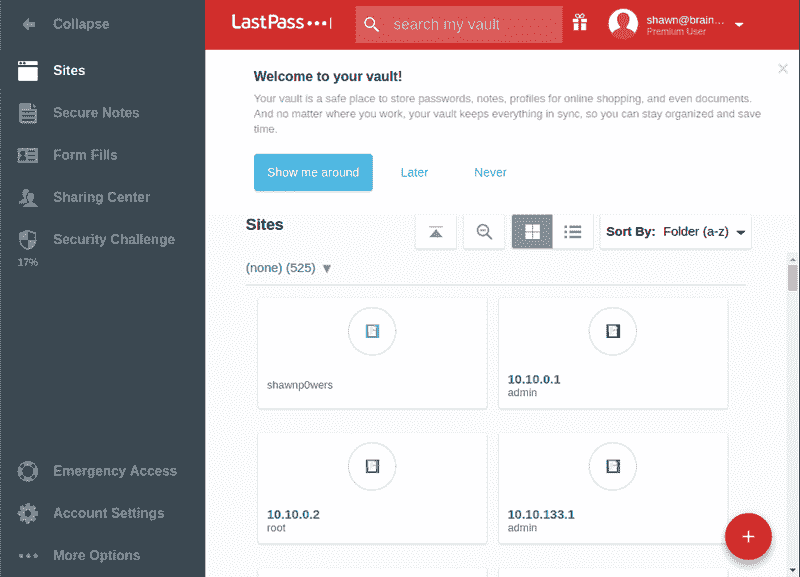 Collapse
Sites
Secure Notes
Form Fills
Sharing Center
Security Challenge
17%
Emergency Access
Account Settings
More Options
LastPass
search my vault
shawn@brain...
Premium User
Welcome to your vault!
Your vault is a safe place to store passwords, notes, profiles for online shopping, and even documents.
And no matter where you work, your vault keeps everything in sync, so you can stay organized and save
time.
Show me around Later Never
Sites
Sort By: Folder (a-z)
(none) (525)
shawnp0wers
10.10.0.1
admin
10.10.0.2
root
10.10.133.1
admin